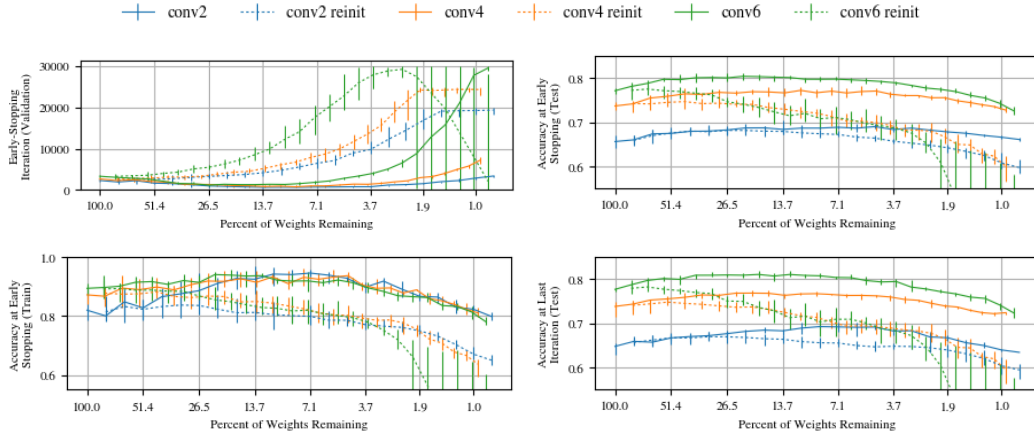 conv2 conv2 reinit conv4 conv4 reinit conv6 conv6 reinit
Early-Stopping
Iteration (Validation)
30000
20000
10000
0
100.0 51.4 26.5 13.7 7.1 3.7 1.9 1.0
Percent of Weights Remaining
Accuracy at Early
Stopping (Test)
0.8
0.7
0.6
100.0 51.4 26.5 13.7 7.1 3.7 1.9 1.0
Percent of Weights Remaining
Accuracy at Early
Stopping (Train)
1.0
0.8
0.6
100.0 51.4 26.5 13.7 7.1 3.7 1.9 1.0
Percent of Weights Remaining
Accuracy at Last
Iteration (Test)
0.8
0.7
0.6
100.0 51.4 26.5 13.7 7.1 3.7 1.9 1.0
Percent of Weights Remaining